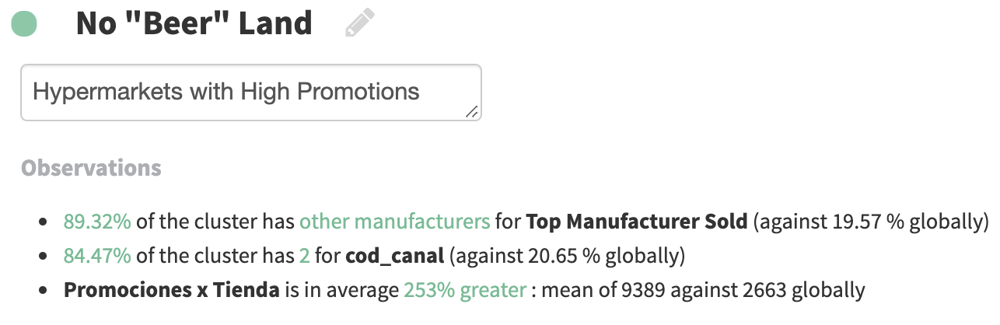 No "Beer" Land
Hypermarkets with High Promotions
Observations
• 89.32% of the cluster has other manufacturers for Top Manufacturer Sold (against 19.57 % globally)
• 84.47% of the cluster has 2 for cod_canal (against 20.65 % globally)
• Promociones x Tienda is in average 253% greater : mean of 9389 against 2663 globally